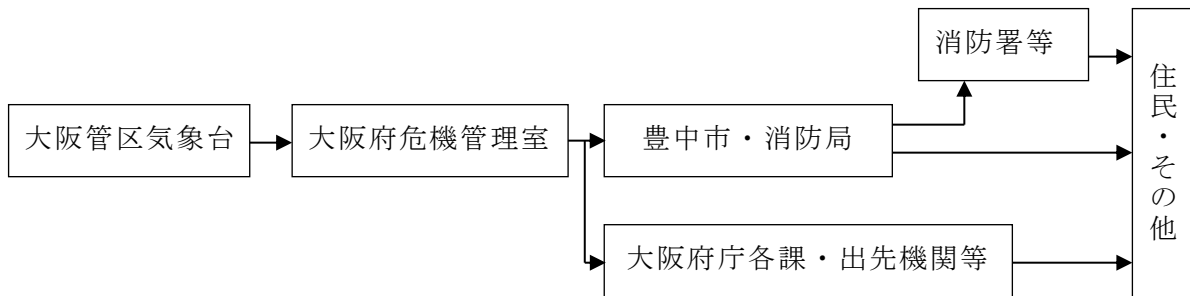 消防署等
大阪管区気象台
大阪府危機管理室
豊中市・消防局
大阪府庁各課・出先機関等
住民・その他